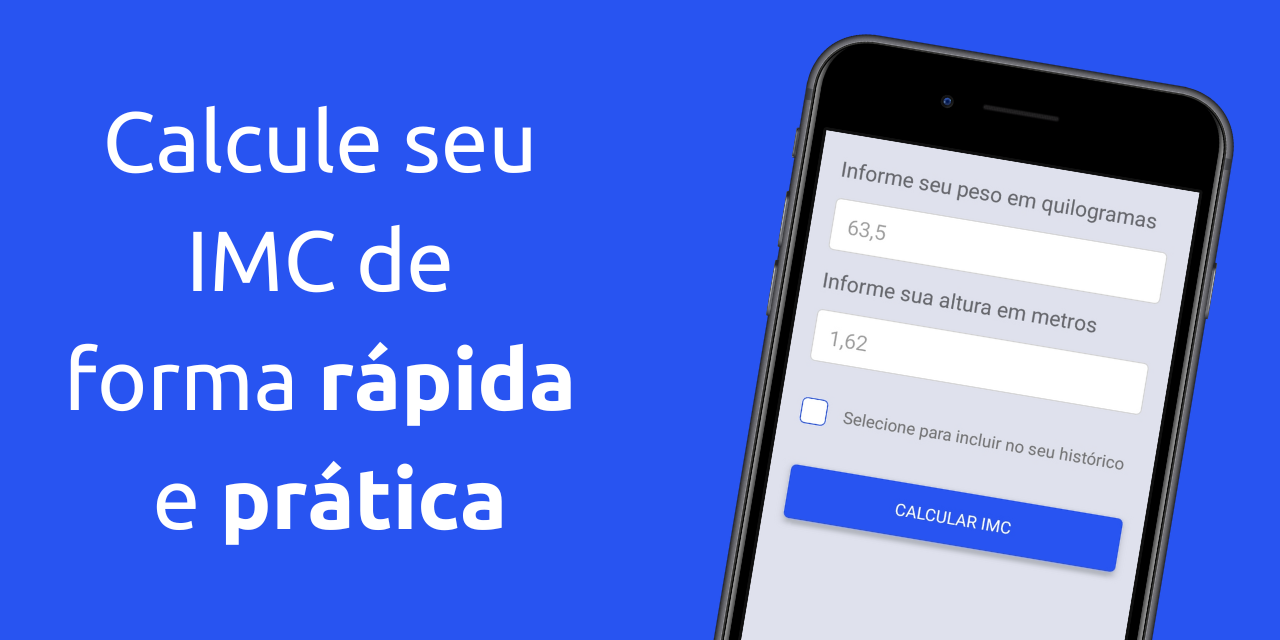 Calcule seu
IMC de
forma rápida
e prática
Informe seu peso em quilogramas
63,5
Informe sua altura em metros
1,62
Selecione para incluir no seu histórico
CALCULAR IMC